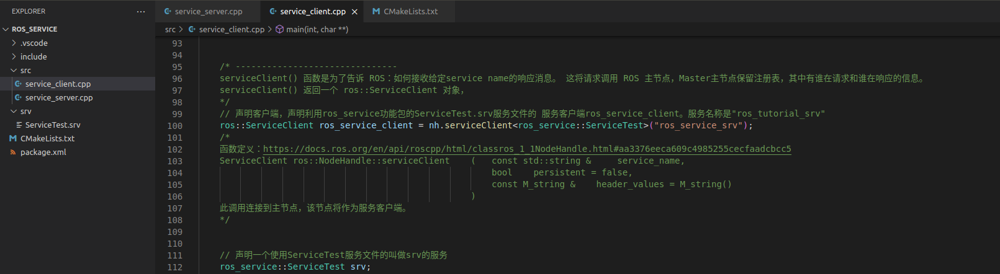 EXPLORER
···
service_server.cpp
service_client.cpp
CMakeLists.txt
ROS_SERVICE
src > service_client.cpp > main(int, char **)
.vscode
include
src
service_client.cpp
service_server.cpp
srv
ServiceTest.srv
CMakeLists.txt
package.xml
93
94
95 /* -------------------------------
96 serviceClient() 函数是为了告诉 ROS：如何接收给定service name的响应消息。 这将请求调用 ROS 主节点，Master主节点保留注册表，其中有谁在请求和谁在响应的信息。
97 serviceClient() 返回一个 ros::ServiceClient 对象，
98 */
99 // 声明客户端，声明利用ros_service功能包的ServiceTest.srv服务文件的 服务客户端ros_service_client。服务名称是"ros_tutorial_srv"
100 ros::ServiceClient ros_service_client = nh.serviceClient<ros_service::ServiceTest>("ros_service_srv");
101 /*
102 函数定义：https://docs.ros.org/en/api/roscpp/html/classros_1_1NodeHandle.html#aa3376eeca609c4985255cecfaadcbcc5
103 ServiceClient ros::NodeHandle::serviceClient ( const std::string & service_name,
104 bool persistent = false,
105 const M_string & header_values = M_string()
106 )
107 此调用连接到主节点，该节点将作为服务客户端。
108 */
109
110
111 // 声明一个使用ServiceTest服务文件的叫做srv的服务
112 ros_service::ServiceTest srv;